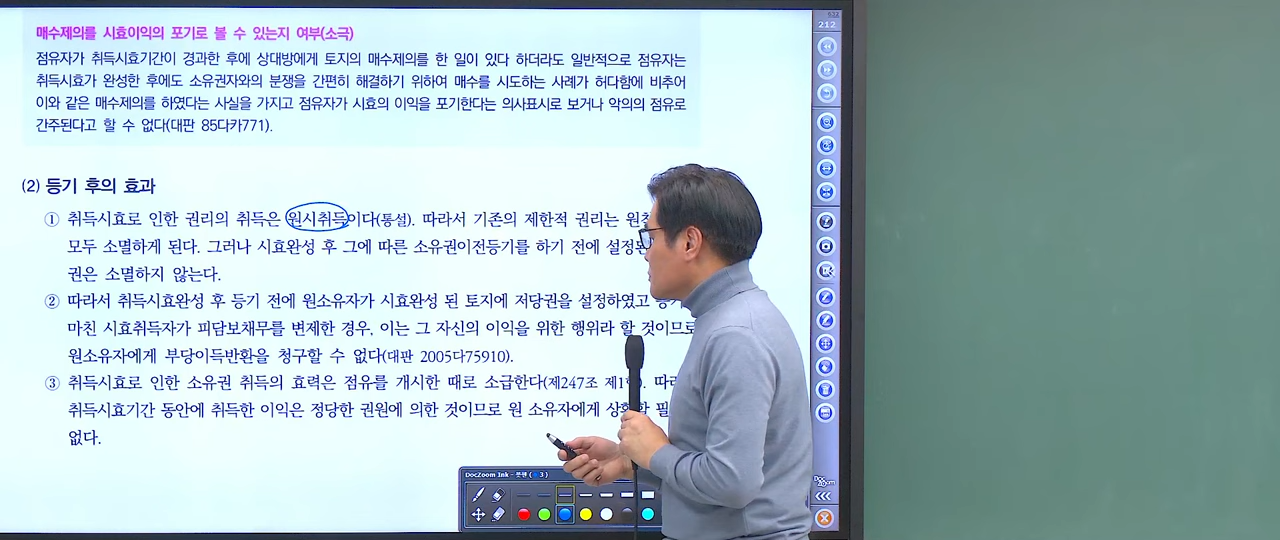 매수제의를 시효이익의 포기로 볼 수 있는지 여부(소극)
점유자가 취득시효기간이 경과한 후에 상대방에게 토지의 매수제의를 한 일이 있다 하더라도 일반적으로 점유자는
취득시효가 완성한 후에도 소유권자와의 분쟁을 간편히 해결하기 위하여 매수를 시도하는 사례가 허다함에 비추어
이와 같은 매수제의를 하였다는 사실을 가지고 점유자가 시효의 이익을 포기한다는 의사표시로 보거나 악의의 점유로
간주된다고 할 수 없다(대판 85다카771).
(2) 등기 후의 효과
① 취득시효로 인한 권리의 취득은 원시취득이다(통설). 따라서 기존의 제한적 권리는
모두 소멸하게 된다. 그러나 시효완성 후 그에 따른 소유권이전등기를 하기 전에
권은 소멸하지 않는다.
② 따라서 취득시효완성 후 등기 전에 원소유자가 시효완성 된 토지에 저당권을 설정하였고
마친 시효취득자가 피담보채무를 변제한 경우, 이는 그 자신의 이익을 위한 행위라 할 것이므로
원소유자에게 부당이득반환을 청구할 수 없다(대판 2005다75910).
③ 취득시효로 인한 소유권 취득의 효력은 점유를 개시한 때로 소급한다(제247조
취득시효기간 동안에 취득한 이익은 정당한 권원에 의한 것이므로 원 소유자에게
없다.
212
DocZoom Ink - 본펜 ( 3 )